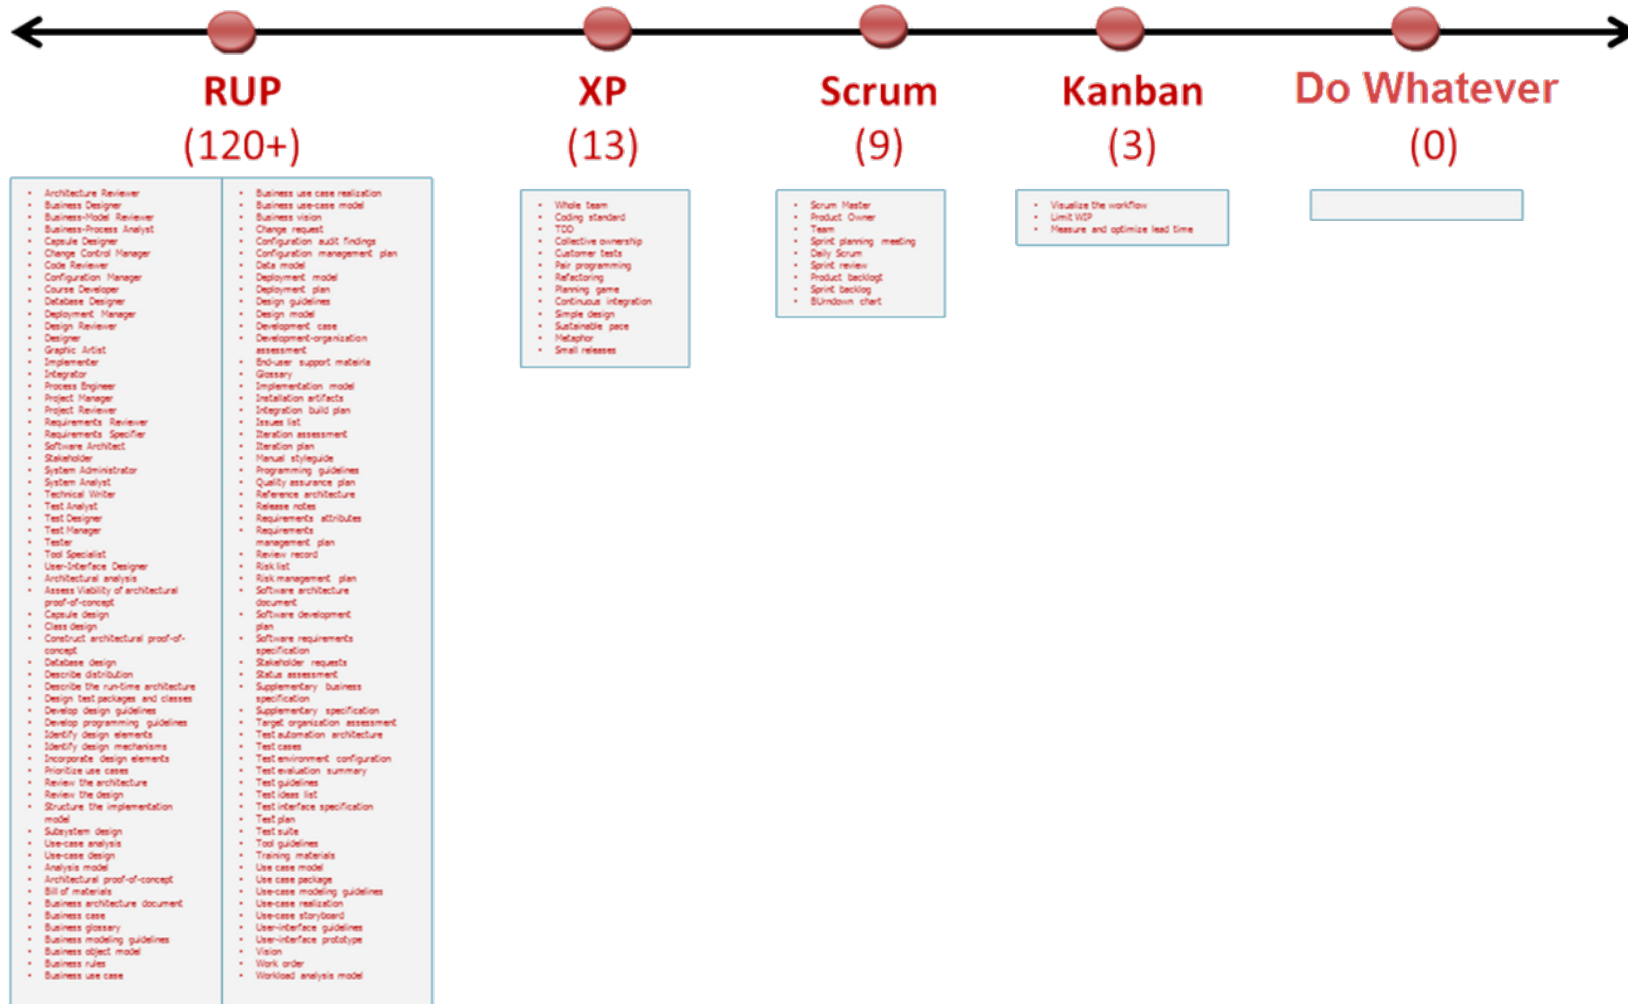 RUP
(120+)
XP
(13)
Scrum
(9)
Kanban
(3)
Do Whatever
(0)
Architecture Reviewer
Business Designer
Business-Model Reviewer
Business-Process Analyst
Capsule Designer
Change Control Manager
Code Reviewer
Configuration Manager
Course Developer
Database Designer
Deployment Manager
Design Reviewer
Designer
Graphic Artist
Implementer
Integrator
Process Engineer
Project Manager
Project Reviewer
Requirements Reviewer
Requirements Specifier
Software Architect
Stakeholder
System Administrator
System Analyst
Technical Writer
Test Analyst
Test Designer
Test Manager
Tester
Tool Specialist
User-Interface Designer
Architectural analysis
Assess Viability of architectural
proof-of-concept
Capsule design
Class design
Construct architectural proof-of-
concept
Database design
Describe distribution
Describe the run-time architecture
Design test packages and classes
Develop design guidelines
Develop programming guidelines
Identify design elements
Identify design mechanisms
Incorporate design elements
Prioritize use cases
Review the architecture
Review the design
Structure the implementation
model
Subsystem design
Use-case analysis
Use-case design
Analysis model
Architectural proof-of-concept
Bill of materials
Business architecture document
Business case
Business glossary
Business modeling guidelines
Business object model
Business rules
Business use case
Business use case realization
Business use-case model
Business vision
Change request
Configuration audit findings
Configuration management plan
Data model
Deployment model
Deployment plan
Design guidelines
Design model
Development case
Development-organization
assessment
End-user support mateirla
Glossary
Implementation model
Installation artifacts
Integration build plan
Issues list
Iteration assessment
Iteration plan
Manual styleguide
Programming guidelines
Quality assurance plan
Reference architecture
Release notes
Requirements attributes
Requirements
management plan
Review record
Risk list
Risk management plan
Software architecture
document
Software development
plan
Software requirements
specification
Stakeholder requests
Status assessment
Supplementary business
specification
Supplementary specification
Target organization assessment
Test automation architecture
Test cases
Test environment configuration
Test evaluation summary
Test guidelines
Test ideas list
Test interface specification
Test plan
Test suite
Tool guidelines
Training materials
Use case model
Use case package
Use-case modeling guidelines
Use-case realization
Use-case storyboard
User-interface guidelines
User-interface prototype
Vision
Work order
Workload analysis model
Whole team
Coding standard
TDD
Collective ownership
Customer tests
Pair programming
Refactoring
Planning game
Continuous integration
Simple design
Sustainable pace
Metaphor
Small releases
Scrum Master
Product Owner
Team
Sprint planning meeting
Daily Scrum
Sprint review
Product backlogt
Sprint backlog
BUrndown chart
Visualize the workflow
Limit WIP
Measure and optimize lead time